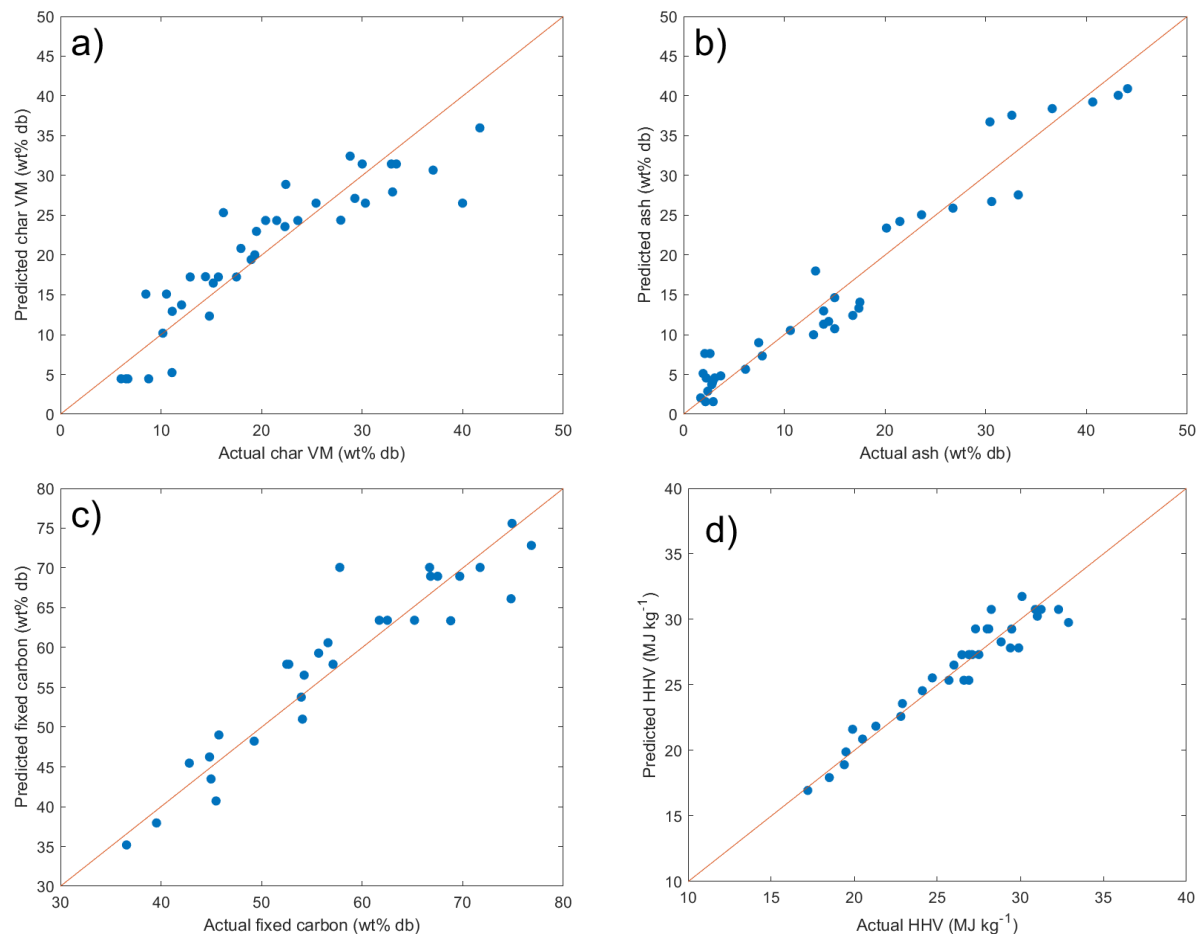 a)
50
45
40
35
30
25
20
15
10
5
0
Predicted char VM (wt% db)
0 10 20 30 40 50
Actual char VM (wt% db)
b)
50
45
40
35
30
25
20
15
10
5
0
Predicted ash (wt% db)
0 10 20 30 40 50
Actual ash (wt% db)
c)
80
75
70
65
60
55
50
45
40
35
30
Predicted fixed carbon (wt% db)
30 40 50 60 70 80
Actual fixed carbon (wt% db)
d)
40
35
30
25
20
15
10
Predicted HHV (MJ kg⁻¹)
10 15 20 25 30 35 40
Actual HHV (MJ kg⁻¹)